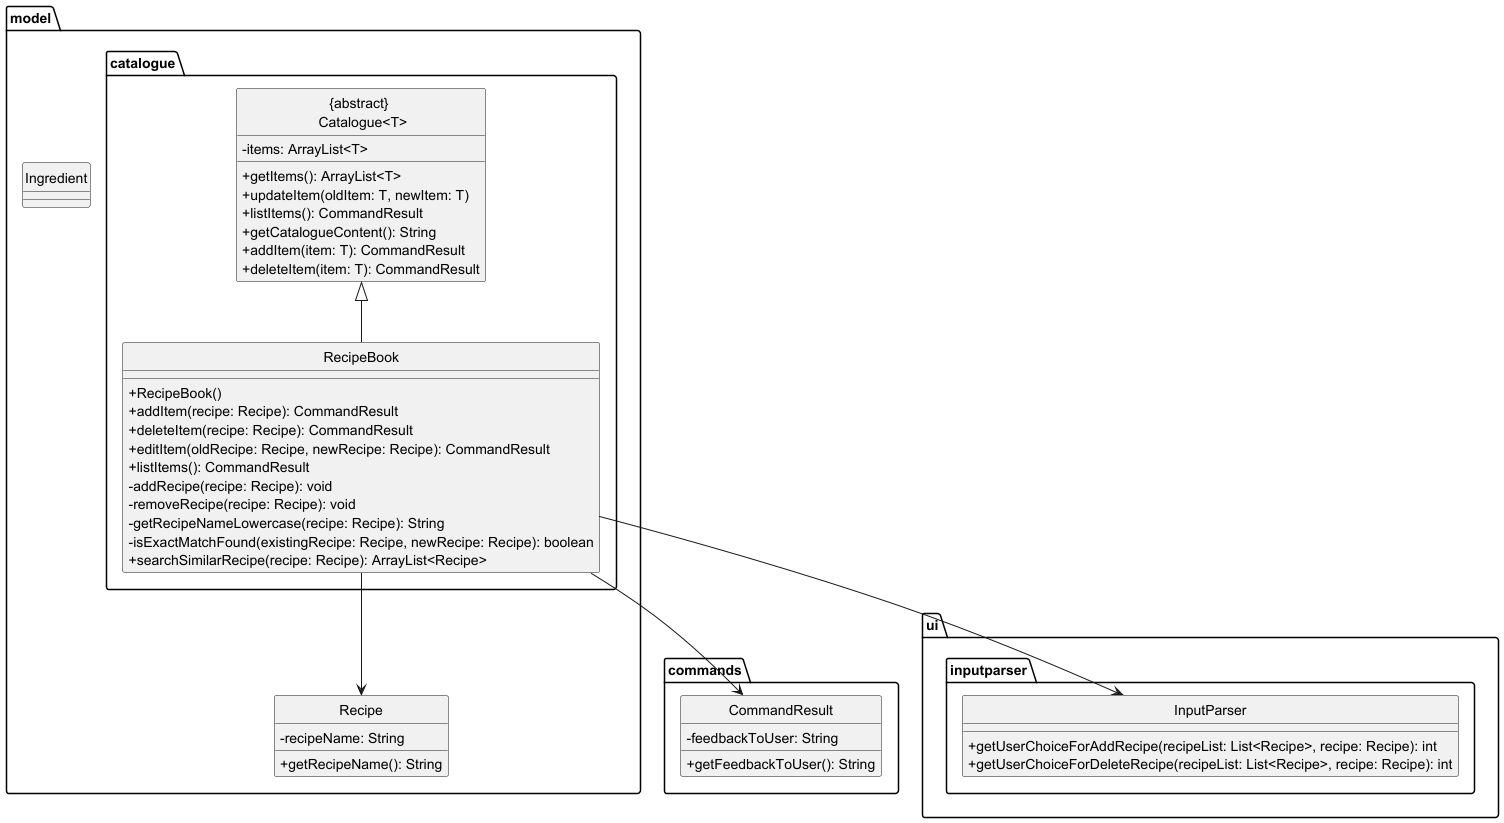 model
catalogue
{abstract}
Catalogue<T>
-items: ArrayList<T>
+getItems(): ArrayList<T>
+updateItem(oldItem: T, newItem: T)
+listItems(): CommandResult
+getCatalogueContent(): String
+addItem(item: T): CommandResult
+deleteItem(item: T): CommandResult
Ingredient
RecipeBook
+RecipeBook()
+addItem(recipe: Recipe): CommandResult
+deleteItem(recipe: Recipe): CommandResult
+editItem(oldRecipe: Recipe, newRecipe: Recipe): CommandResult
+listItems(): CommandResult
-addRecipe(recipe: Recipe): void
-removeRecipe(recipe: Recipe): void
-getRecipeNameLowercase(recipe: Recipe): String
-isExactMatchFound(existingRecipe: Recipe, newRecipe: Recipe): boolean
+searchSimilarRecipe(recipe: Recipe): ArrayList<Recipe>
Recipe
-recipeName: String
+getRecipeName(): String
commands
CommandResult
-feedbackToUser: String
+getFeedbackToUser(): String
ui
inputparser
InputParser
+getUserChoiceForAddRecipe(recipeList: List<Recipe>, recipe: Recipe): int
+getUserChoiceForDeleteRecipe(recipeList: List<Recipe>, recipe: Recipe): int